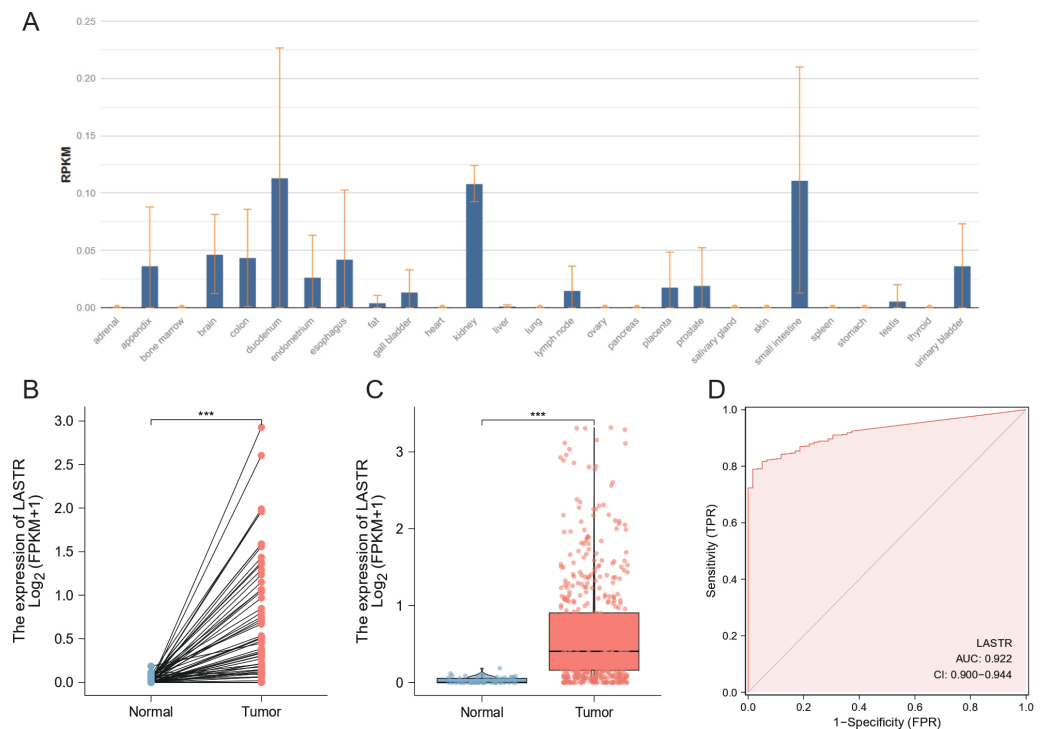 A
0.25
0.20
0.15
0.10
0.05
0.00
RPKM
adrenal
appendix
bone marrow
brain
colon
duodenum
endometrium
esophagus
fat
gall bladder
heart
kidney
liver
lung
lymph node
ovary
pancreas
placenta
prostate
salivary gland
skin
small intestine
spleen
stomach
testis
thyroid
urinary bladder
B
***
3.0
2.5
2.0
1.5
1.0
0.5
0.0
The expression of LASTR
Log2 (FPKM+1)
Normal
Tumor
C
***
3
2
1
0
The expression of LASTR
Log2 (FPKM+1)
Normal
Tumor
D
1.0
0.8
0.6
0.4
0.2
0.0
Sensitivity (TPR)
LASTR
AUC: 0.922
CI: 0.900−0.944
0.0
0.2
0.4
0.6
0.8
1.0
1−Specificity (FPR)